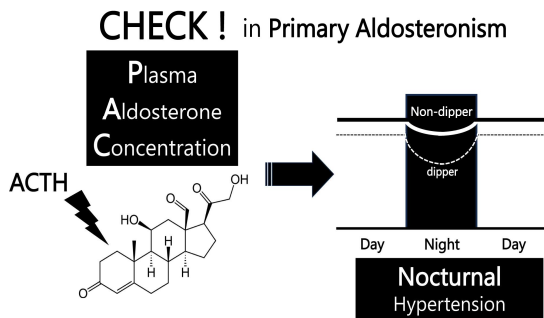 CHECK ! in Primary Aldosteronism
Plasma
Aldosterone
Concentration
ACTH
O
O
OH
HO
H
H
H
O
Non-dipper
dipper
Day Night Day
Nocturnal
Hypertension